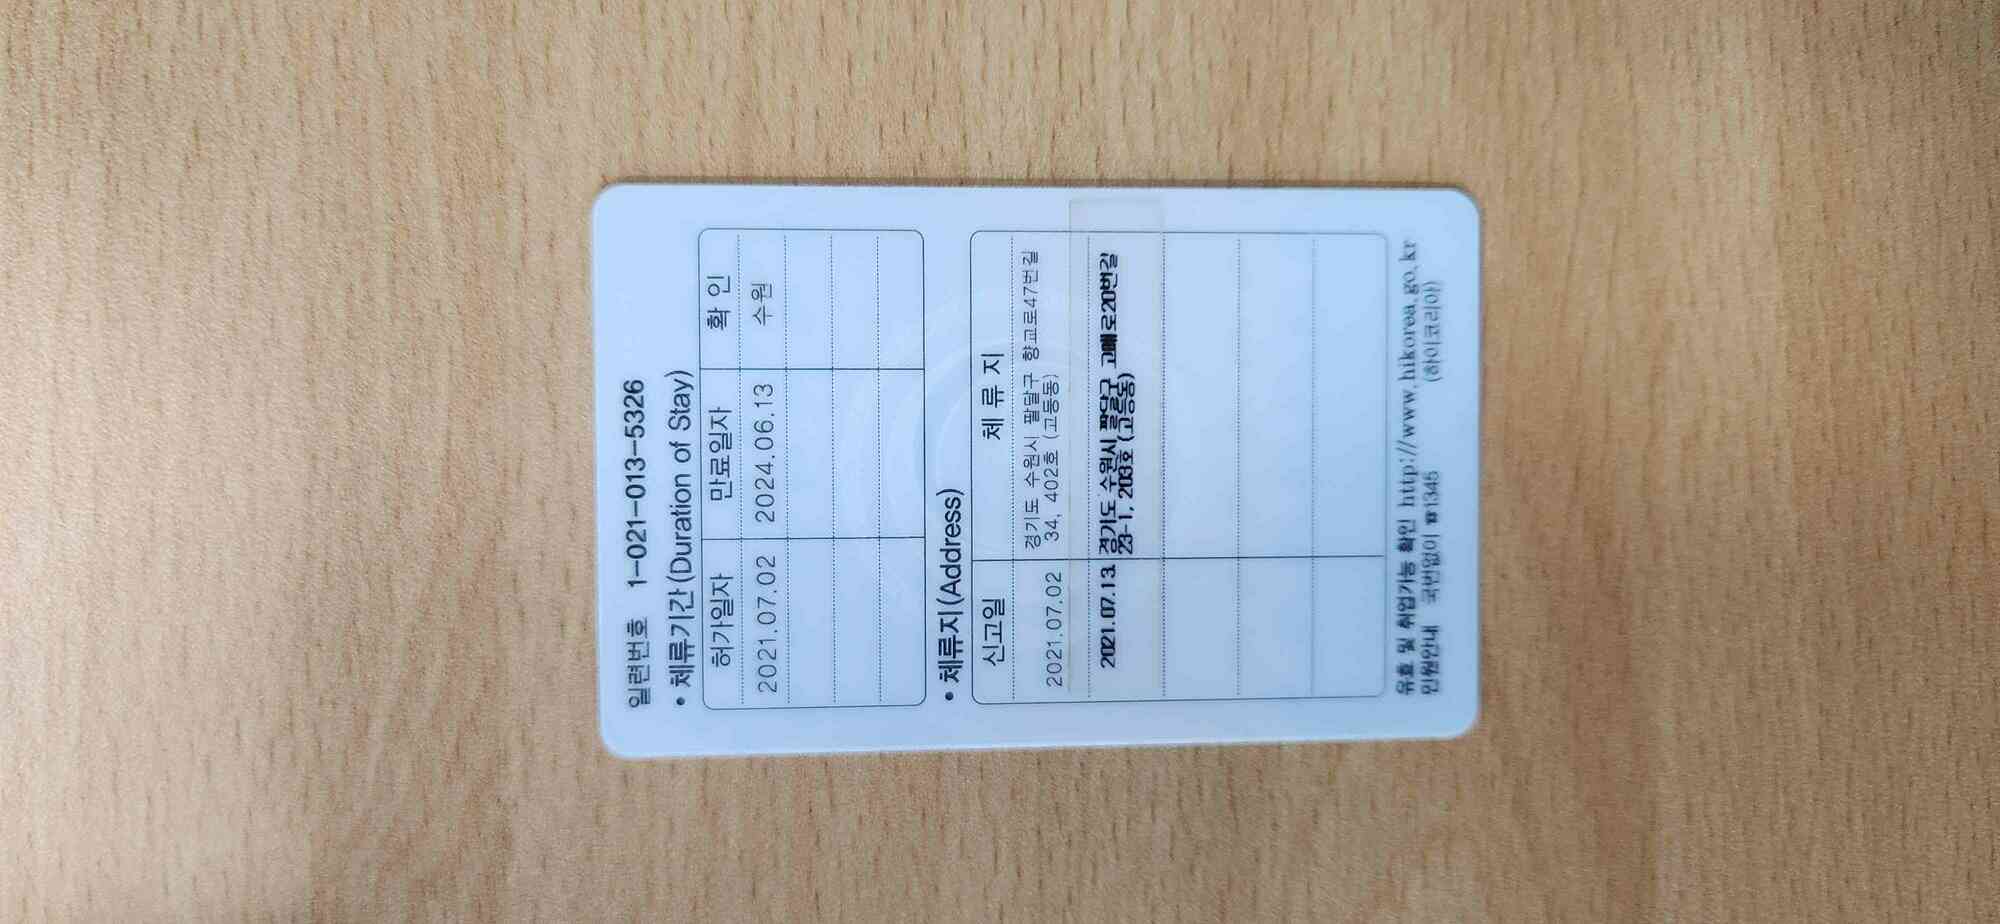 일련번호 1-021-013-5326
• 체류기간(Duration of Stay)
허가일자 만료일자 확 인
2021.07.02 2024.06.13 수원
• 체류지(Address)
신고일 체 류 지
2021.07.02 경기도 수원시 팔달구 향교로47번길
34, 402호 (고등동)
2021.07.13. 경기도 수원시 팔달구 고매로20번길
23-1, 203호 (고등동)
유효 및 취업가능 확인 http://www.hikorea.go.kr
민원안내 국번없이 ☎1345 (하이코리아)